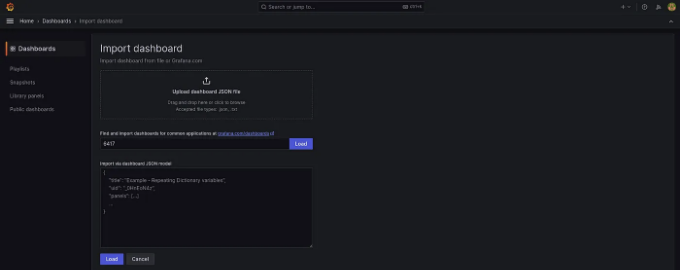 Search or jump to...
ctrl+k
Home › Dashboards › Import dashboard
Dashboards
Playlists
Snapshots
Library panels
Public dashboards
Import dashboard
Import dashboard from file or Grafana.com
Upload dashboard JSON file
Drag and drop here or click to browse
Accepted file types: .json, .txt
Find and import dashboards for common applications at grafana.com/dashboards
6417
Load
Import via dashboard JSON model
{
"title": "Example - Repeating Dictionary variables",
"uid":
"panels": [...]
...
}
Load
Cancel